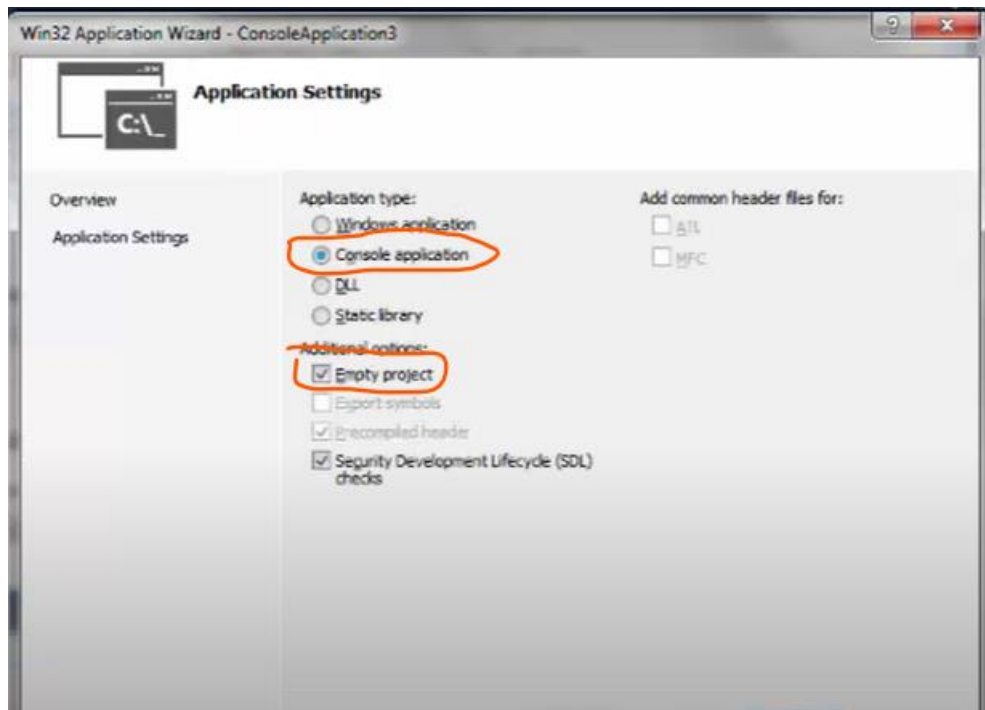 Win32 Application Wizard - ConsoleApplication3
C:\_
Application Settings
Overview
Application Settings
Application type:
Windows application
Console application
DLL
Static library
Additional options:
Empty project
Export symbols
Precompiled header
Security Development Lifecycle (SDL)
checks
Add common header files for:
ATL
MFC